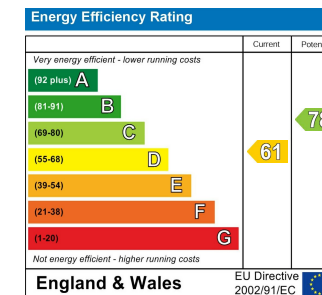 Energy Efficiency Rating
Current
Very energy efficient - lower running costs
(92 plus) A
(81-91) B
(69-80) C
(55-68) D
(39-54) E
(21-38) F
(1-20) G
61
Not energy efficient - higher running costs
England & Wales
EU Directive
2002/91/EC